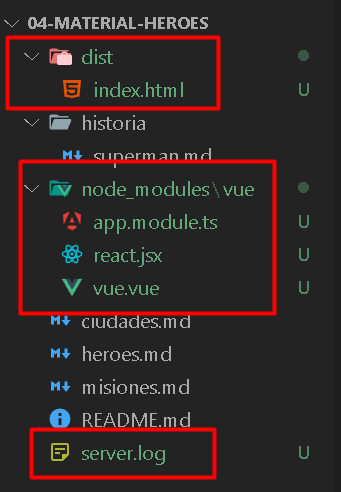 04-MATERIAL-HEROES
dist
index.html U
historia
superman.md
node_modules\vue
app.module.ts U
react.jsx U
vue.vue U
ciudades.md
heroes.md
misiones.md
README.md
server.log U